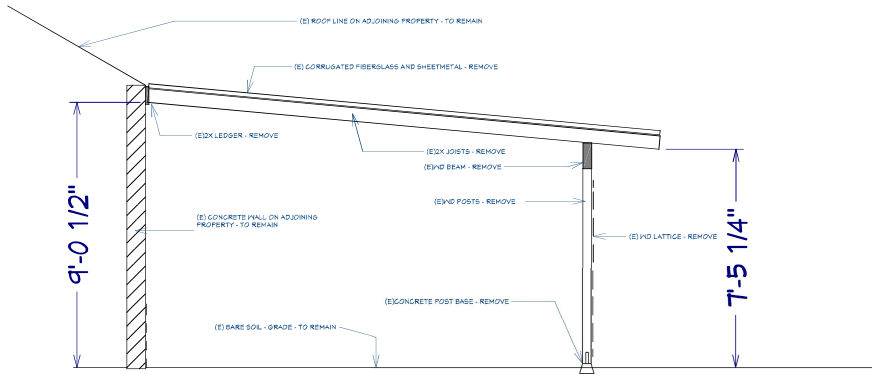 (E) ROOF LINE ON ADJOINING PROPERTY - TO REMAIN
(E) CORRUGATED FIBERGLASS AND SHEETMETAL - REMOVE
(E)2X LEDGER - REMOVE
(E)2X JOISTS - REMOVE
(E)WD BEAM - REMOVE
(E)WD POSTS - REMOVE
(E) CONCRETE WALL ON ADJOINING
PROPERTY - TO REMAIN
(E) WD LATTICE - REMOVE
9'-0 1/2"
7'-5 1/4"
(E)CONCRETE POST BASE - REMOVE
(E) BARE SOIL - GRADE - TO REMAIN